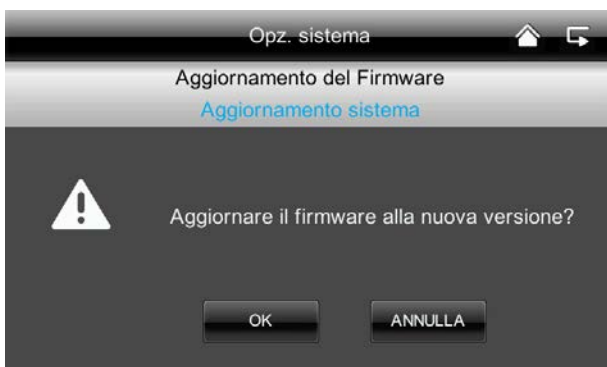 Opz. sistema
Aggiornamento del Firmware
Aggiornamento sistema
Aggiornare il firmware alla nuova versione?
OK
ANNULLA